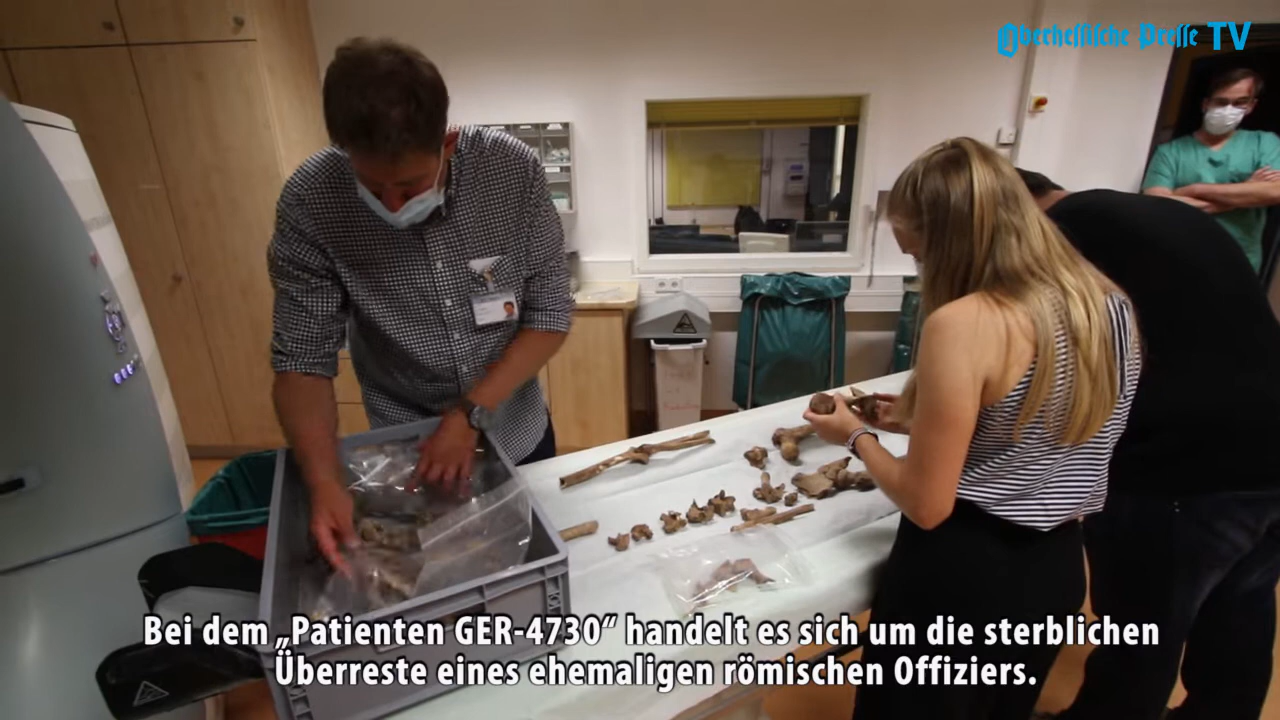 Oberhessische Presse TV
Bei dem „Patienten GER-4730“ handelt es sich um die sterblichen
Überreste eines ehemaligen römischen Offiziers.